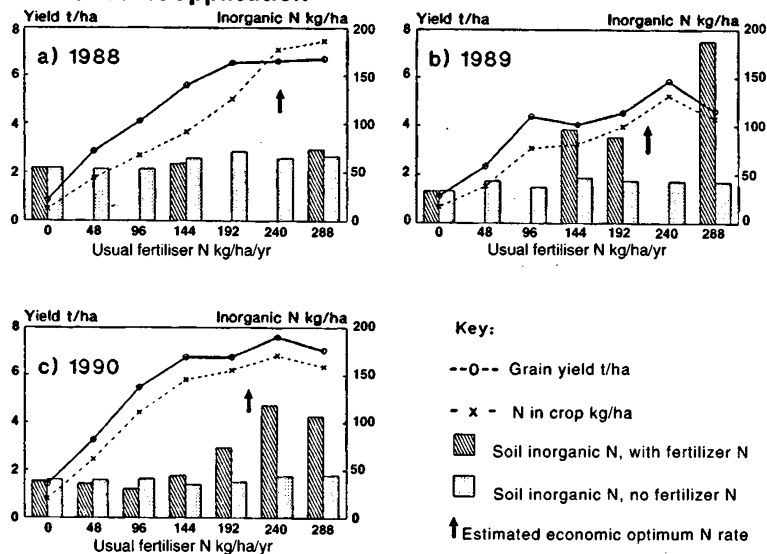 application
Yield t/ha Inorganic N kg/ha
8 200
a) 1988
6 150
4 100
2 50
0 0
0 48 96 144 192 240 288
Usual fertiliser N kg/ha/yr
Yield t/ha Inorganic N kg/ha
8 200
b) 1989
6 150
4 100
2 50
0 0
0 48 96 144 192 240 288
Usual fertiliser N kg/ha/yr
Yield t/ha Inorganic N kg/ha
8 200
c) 1990
6 150
4 100
2 50
0 0
0 48 96 144 192 240 288
Usual fertiliser N kg/ha/yr
Key:
--o-- Grain yield t/ha
- x - N in crop kg/ha
Soil inorganic N, with fertilizer N
Soil inorganic N, no fertilizer N
Estimated economic optimum N rate